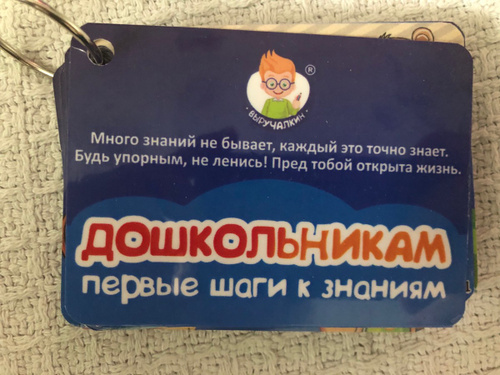 ®
ВЫРУЧАЛКИН
Много знаний не бывает, каждый это точно знает.
Будь упорным, не ленись! Пред тобой открыта жизнь.
ДОШКОЛЬНИКАМ
первые шаги к знаниям